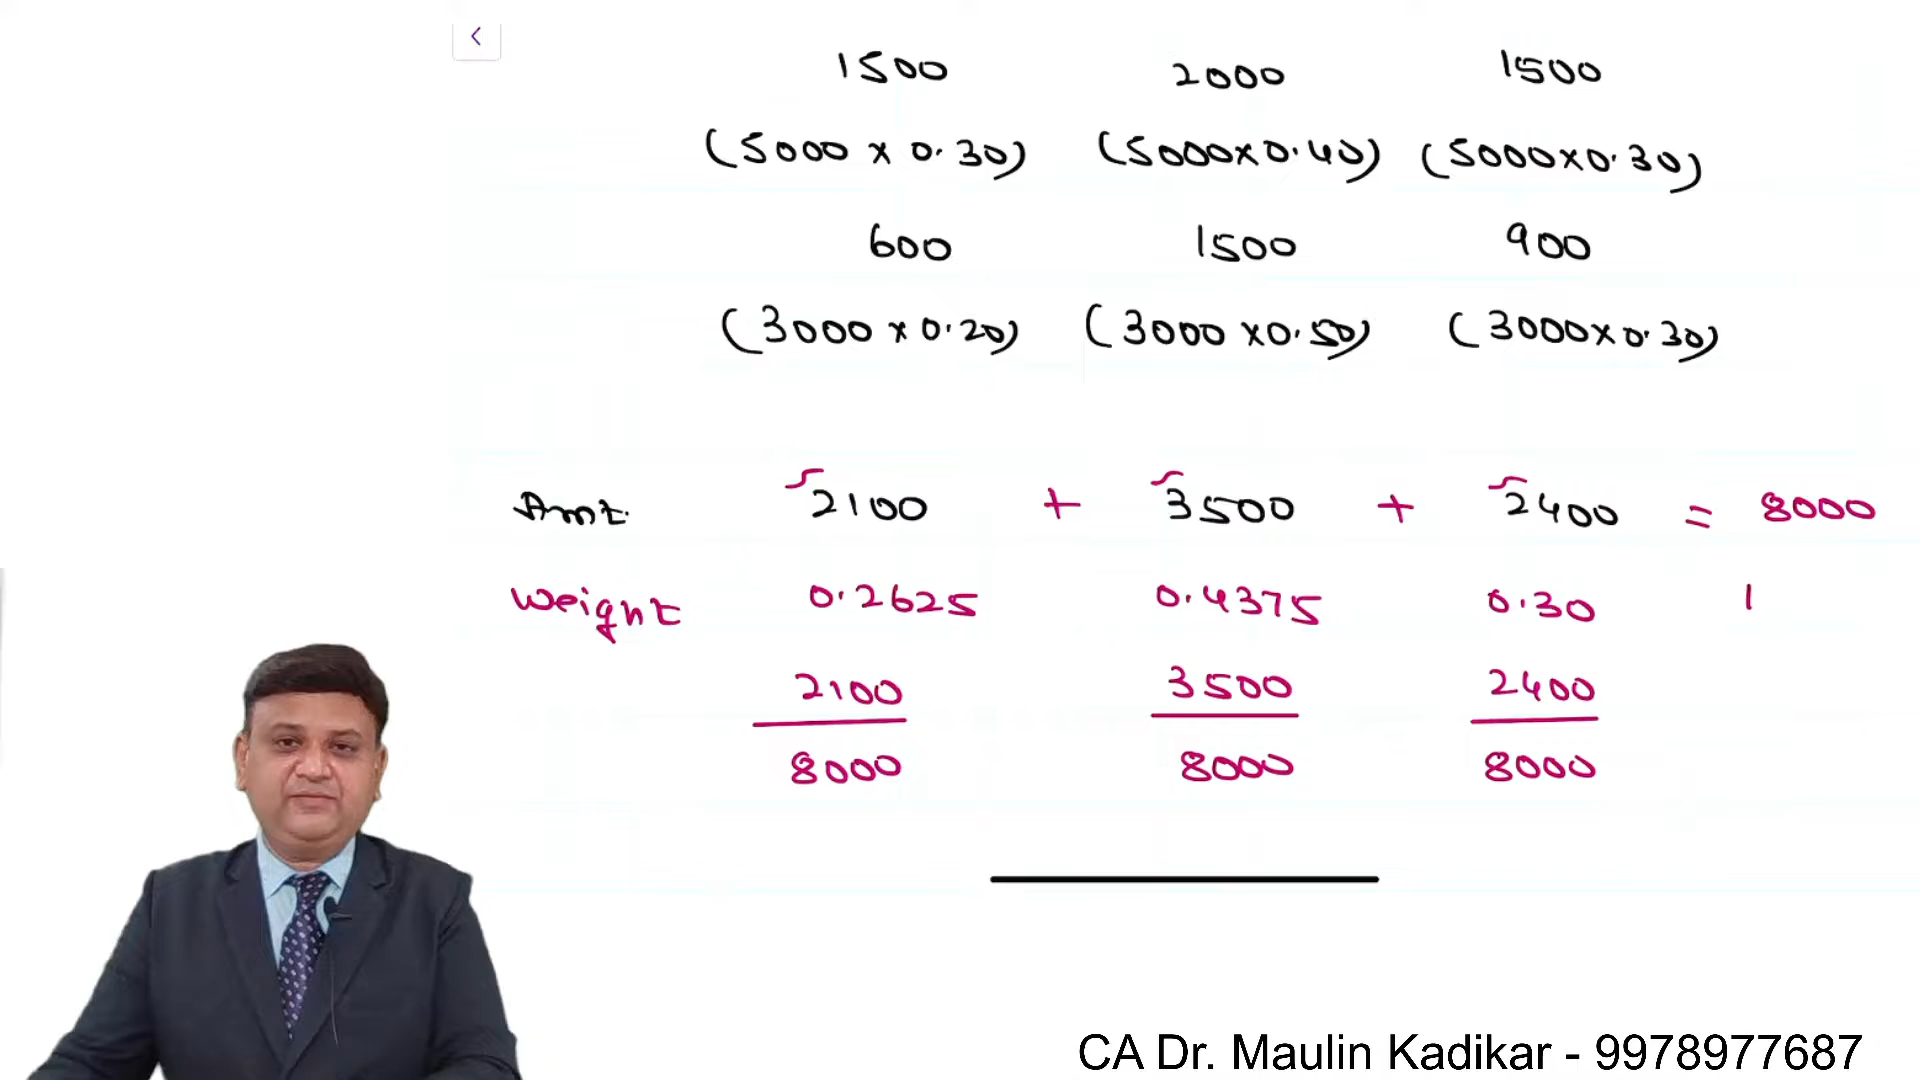 1500 2000 1500
(5000 x 0.30) (5000x0.40) (5000x0.30)
600 1500 900
(3000 x 0.20) (3000 x0.50) (3000x0.30)
Amt. 2100 + 3500 + 2400 = 8000
Weight 0.2625 0.4375 0.30 1
2100 3500 2400
8000 8000 8000
CA Dr. Maulin Kadikar - 9978977687